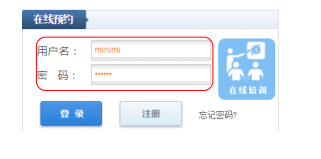 在线预约
用户名： minimi
密 码： ••••••
在线培训
登 录 注册 忘记密码?